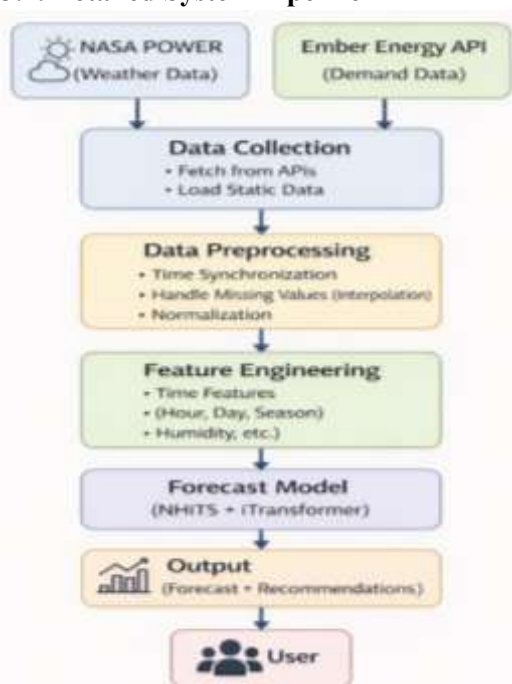 NASA POWER
(Weather Data)
Ember Energy API
(Demand Data)
Data Collection
• Fetch from APIs
• Load Static Data
Data Preprocessing
• Time Synchronization
• Handle Missing Values (Interpolation)
• Normalization
Feature Engineering
• Time Features
• (Hour, Day, Season)
• Humidity, etc.)
Forecast Model
(NHITS + iTransformer)
Output
(Forecast + Recommendations)
User